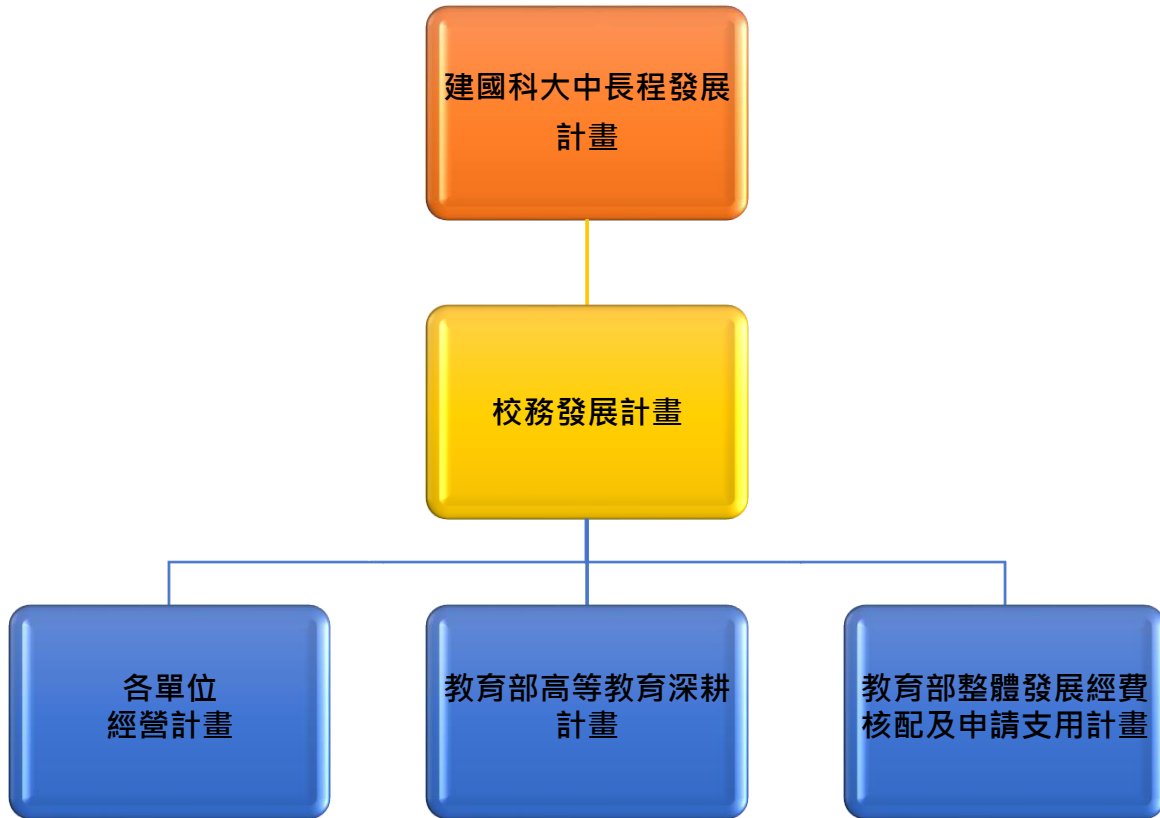 建國科大中長程發展
計畫
校務發展計畫
各單位
經營計畫
教育部高等教育深耕
計畫
教育部整體發展經費
核配及申請支用計畫